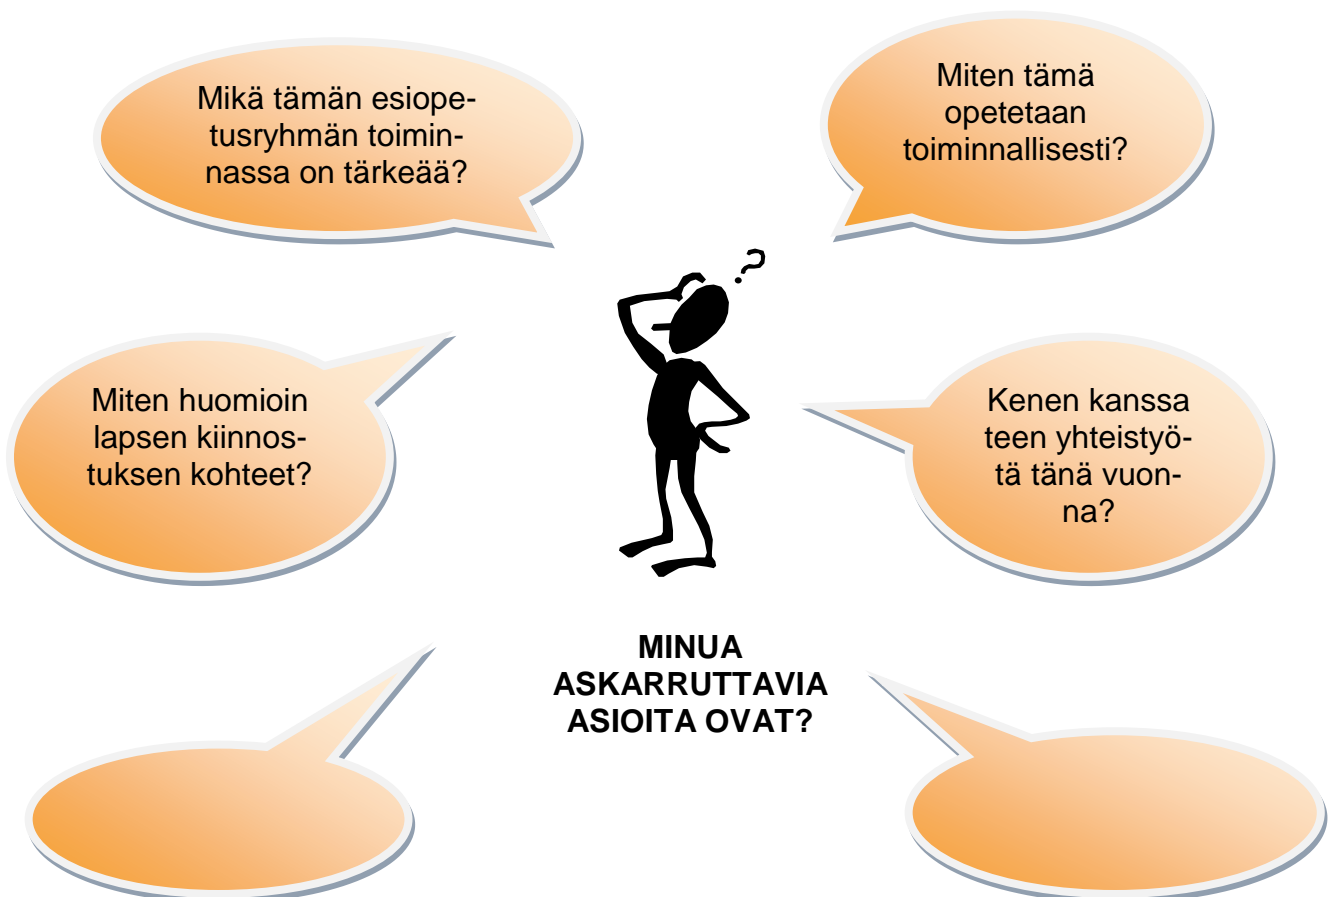 Mikä tämän esiope-
tusryhmän toimin-
nassa on tärkeää?
Miten tämä
opetetaan
toiminnallisesti?
Miten huomioin
lapsen kiinnos-
tuksen kohteet?
Kenen kanssa
teen yhteistyö-
tä tänä vuon-
na?
MINUA
ASKARRUTTAVIA
ASIOITA OVAT?